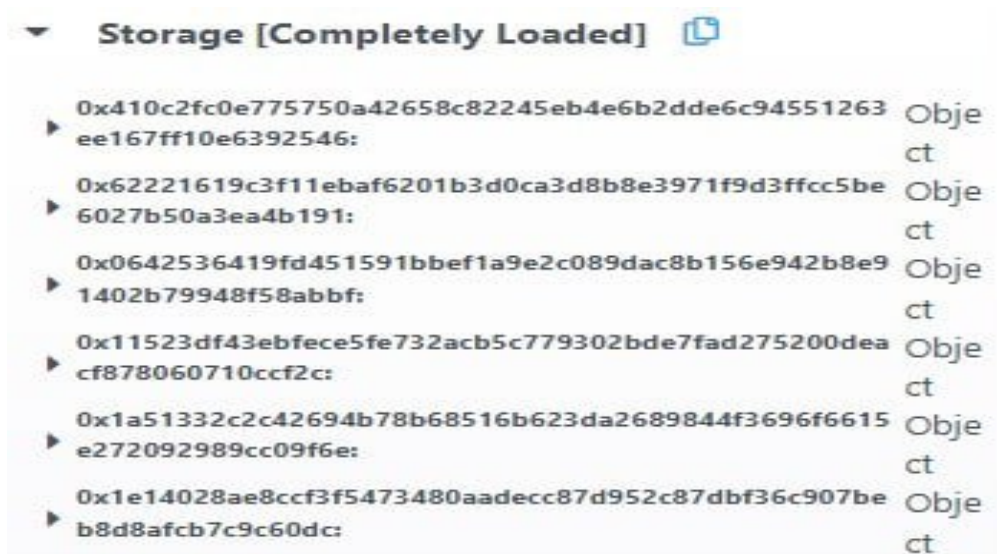 Storage [Completely Loaded]
0x410c2fc0e775750a42658c82245eb4e6b2dde6c94551263
ee167ff10e6392546:
Obje
ct
0x62221619c3f11ebaf6201b3d0ca3d8b8e3971f9d3ffcc5be
6027b50a3ea4b191:
Obje
ct
0x0642536419fd451591bbef1a9e2c089dac8b156e942b8e9
1402b79948f58abbf:
Obje
ct
0x11523df43ebfece5fe732acb5c779302bde7fad275200dea
cf878060710ccf2c:
Obje
ct
0x1a51332c2c42694b78b68516b623da2689844f3696f6615
e272092989cc09f6e:
Obje
ct
0x1e14028ae8ccf3f5473480aadecc87d952c87dbf36c907be
b8d8afcb7c9c60dc:
Obje
ct